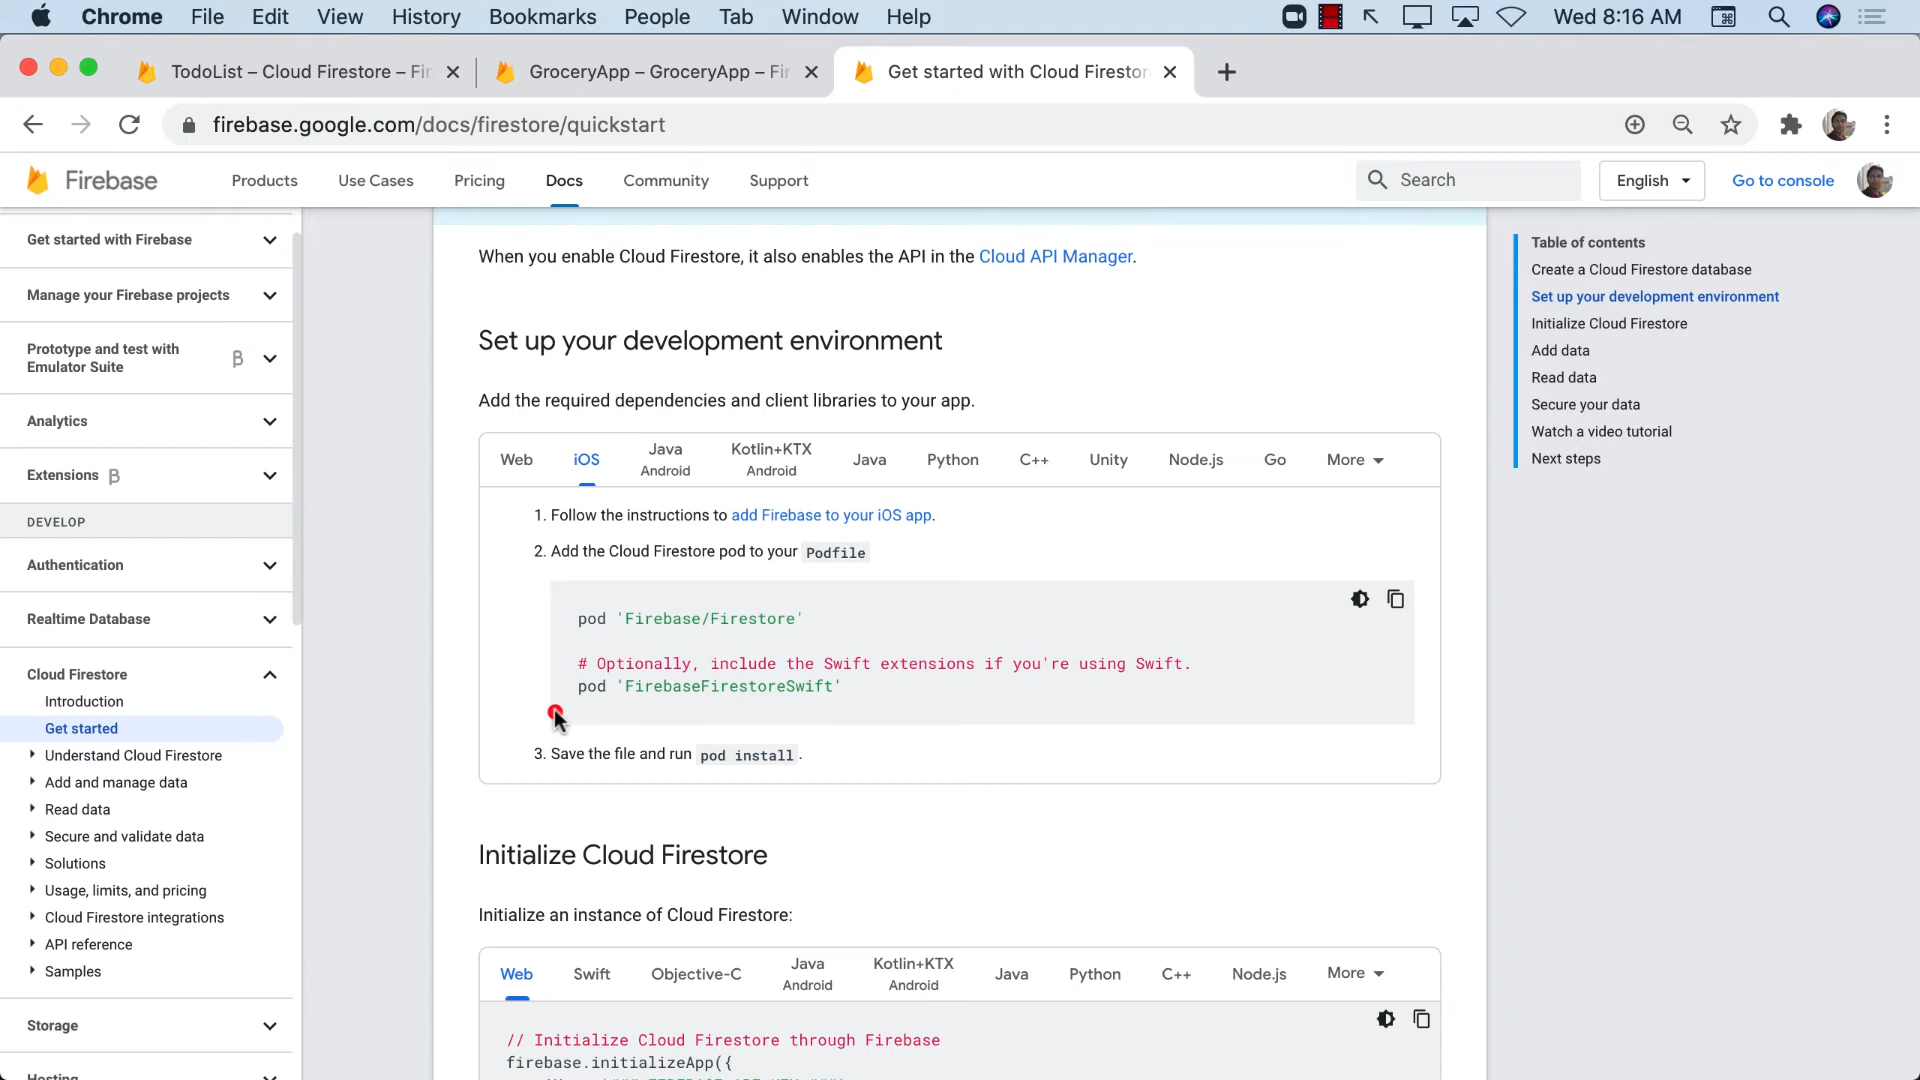 Chrome File Edit View History Bookmarks People Tab Window Help Wed 8:16 AM
TodoList – Cloud Firestore – Fir GroceryApp – GroceryApp – Fir Get started with Cloud Firestor
firebase.google.com/docs/firestore/quickstart
Firebase Products Use Cases Pricing Docs Community Support Search English Go to console
Get started with Firebase
Manage your Firebase projects
Prototype and test with
Emulator Suite β
Analytics
Extensions β
DEVELOP
Authentication
Realtime Database
Cloud Firestore
Introduction
Get started
Understand Cloud Firestore
Add and manage data
Read data
Secure and validate data
Solutions
Usage, limits, and pricing
Cloud Firestore integrations
API reference
Samples
Storage
Hosting
When you enable Cloud Firestore, it also enables the API in the Cloud API Manager.
Set up your development environment
Add the required dependencies and client libraries to your app.
Web iOS Java Android Kotlin+KTX Android Java Python C++ Unity Node.js Go More
1. Follow the instructions to add Firebase to your iOS app.
2. Add the Cloud Firestore pod to your Podfile
pod 'Firebase/Firestore'
# Optionally, include the Swift extensions if you're using Swift.
pod 'FirebaseFirestoreSwift'
3. Save the file and run pod install.
Initialize Cloud Firestore
Initialize an instance of Cloud Firestore:
Web Swift Objective-C Java Android Kotlin+KTX Android Java Python C++ Node.js More
// Initialize Cloud Firestore through Firebase
firebase.initializeApp({
Table of contents
Create a Cloud Firestore database
Set up your development environment
Initialize Cloud Firestore
Add data
Read data
Secure your data
Watch a video tutorial
Next steps